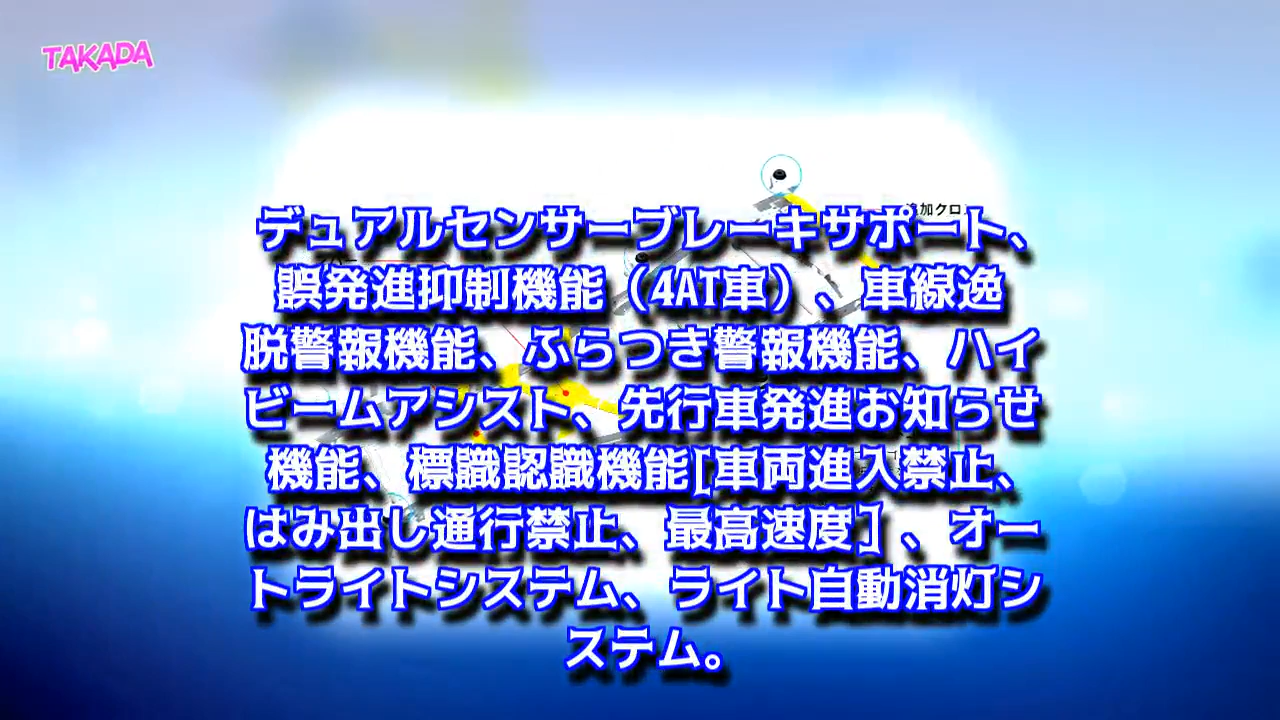 TAKADA
追加クロス
デュアルセンサーブレーキサポート、
誤発進抑制機能（4AT車）、車線逸
脱警報機能、ふらつき警報機能、ハイ
ビームアシスト、先行車発進お知らせ
機能、標識認識機能[車両進入禁止、
はみ出し通行禁止、最高速度]、オー
トライトシステム、ライト自動消灯シ
ステム。